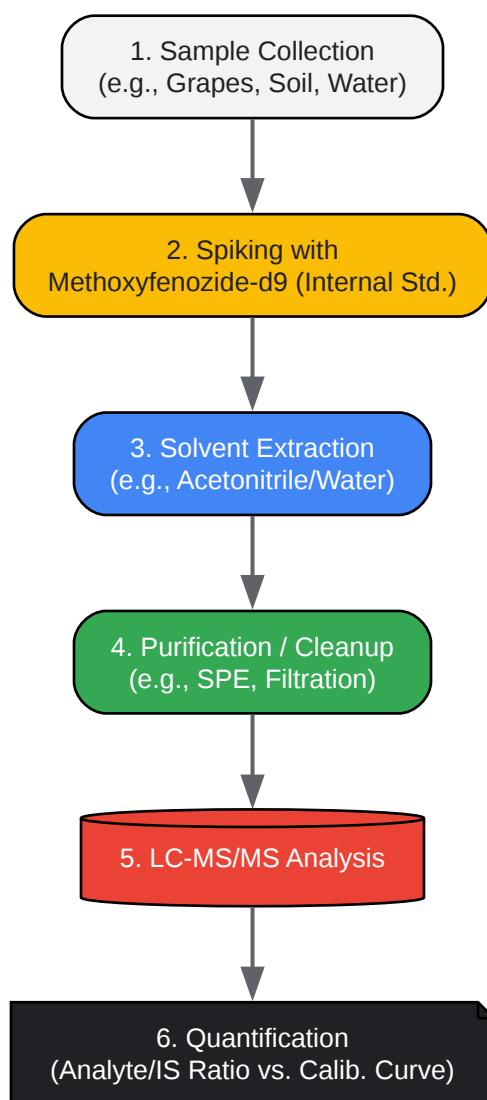 1. Sample Collection
(e.g., Grapes, Soil, Water)
2. Spiking with
Methoxyfenozide-d9 (Internal Std.)
3. Solvent Extraction
(e.g., Acetonitrile/Water)
4. Purification / Cleanup
(e.g., SPE, Filtration)
5. LC-MS/MS Analysis
6. Quantification
(Analyte/IS Ratio vs. Calib. Curve)